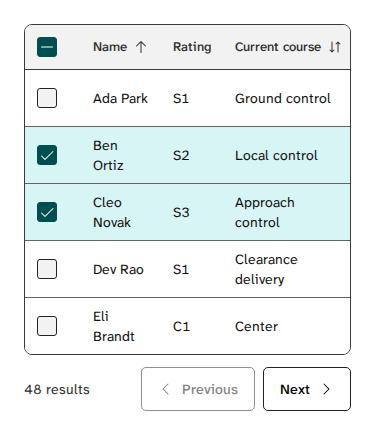 Name Rating Current course
Ada Park S1 Ground control
Ben Ortiz S2 Local control
Cleo Novak S3 Approach control
Dev Rao S1 Clearance delivery
Eli Brandt C1 Center
48 results Previous Next